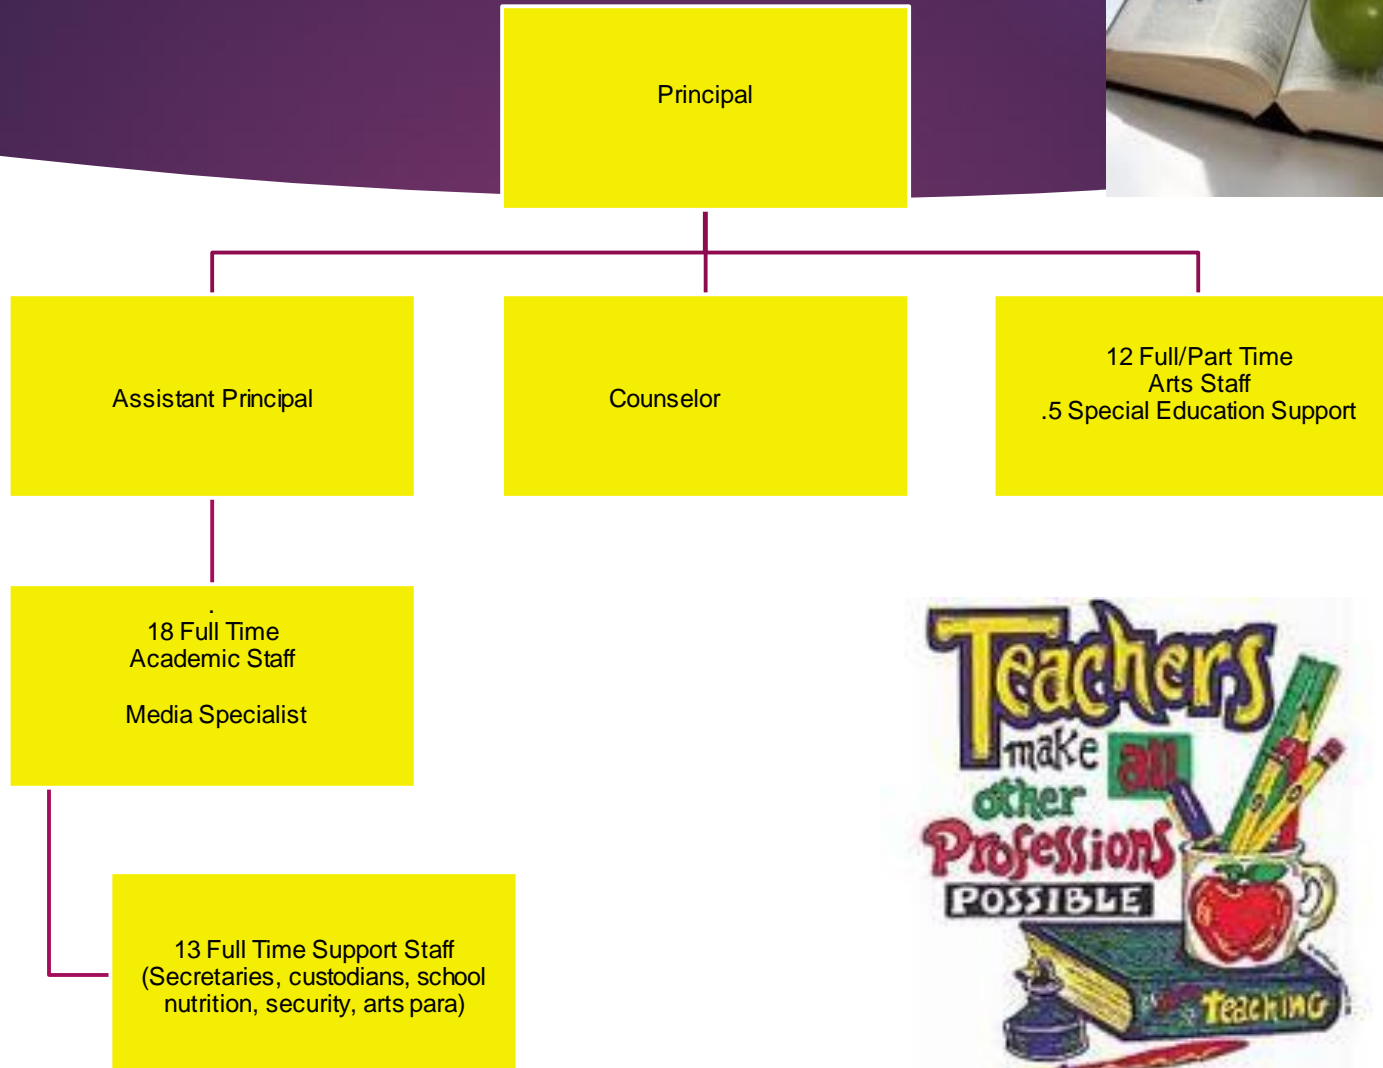 Principal
Assistant Principal
Counselor
12 Full/Part Time
Arts Staff
.5 Special Education Support
.
18 Full Time
Academic Staff
Media Specialist
13 Full Time Support Staff
(Secretaries, custodians, school
nutrition, security, arts para)
Teachers
make all
other
Professions
POSSIBLE
teaching